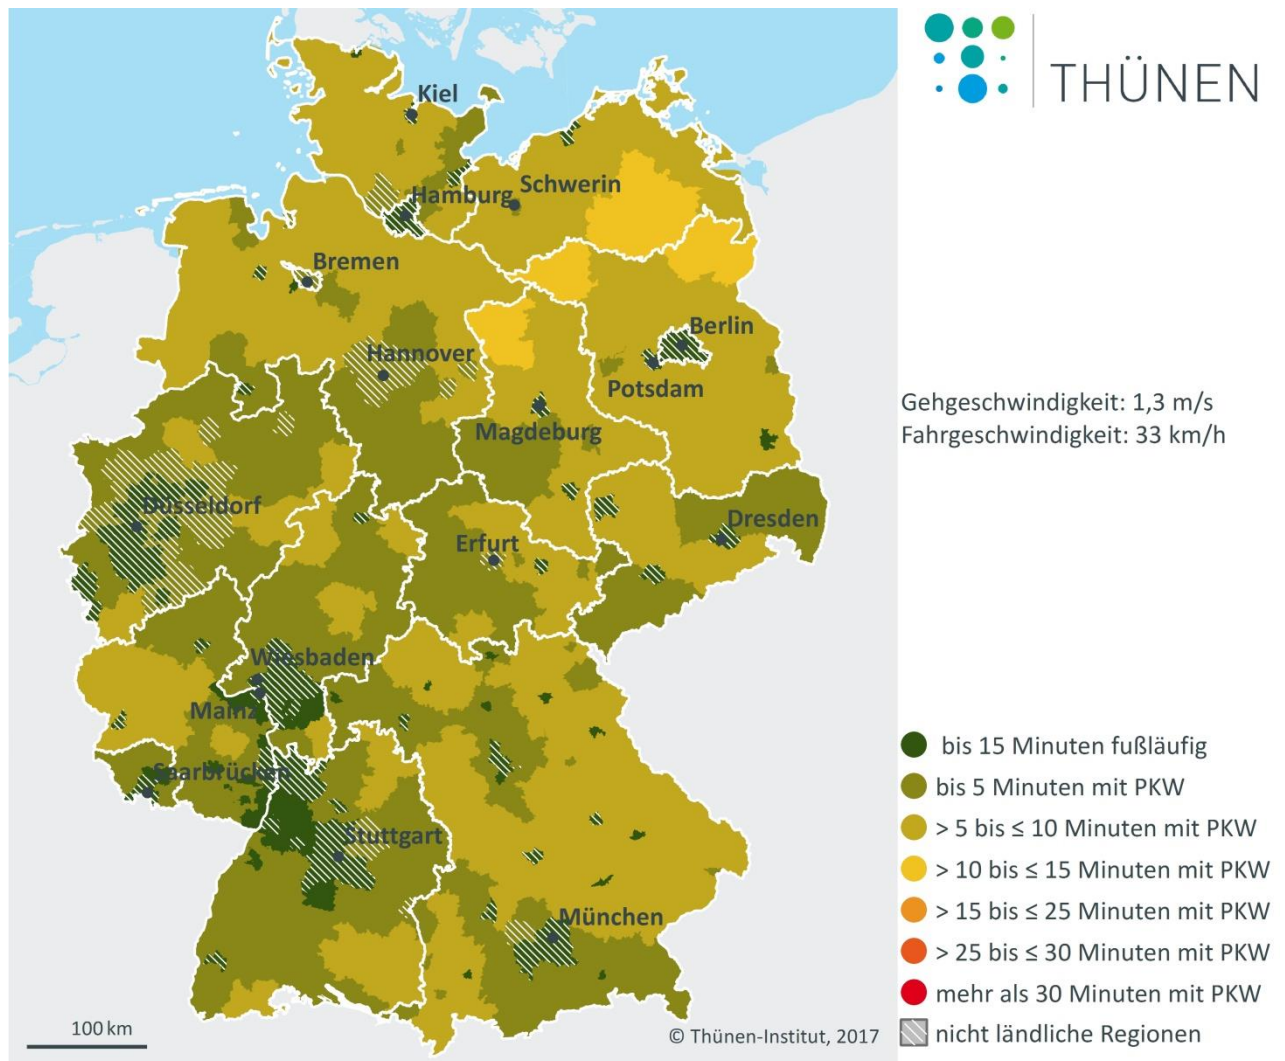 THÜNEN
Kiel
Schwerin
Hamburg
Bremen
Berlin
Hannover
Potsdam
Magdeburg
Gehgeschwindigkeit: 1,3 m/s
Fahrgeschwindigkeit: 33 km/h
Düsseldorf
Dresden
Erfurt
Wiesbaden
Mainz
Saarbrücken
Stuttgart
München
bis 15 Minuten fußläufig
bis 5 Minuten mit PKW
> 5 bis ≤ 10 Minuten mit PKW
> 10 bis ≤ 15 Minuten mit PKW
> 15 bis ≤ 25 Minuten mit PKW
> 25 bis ≤ 30 Minuten mit PKW
mehr als 30 Minuten mit PKW
nicht ländliche Regionen
100 km
© Thünen-Institut, 2017